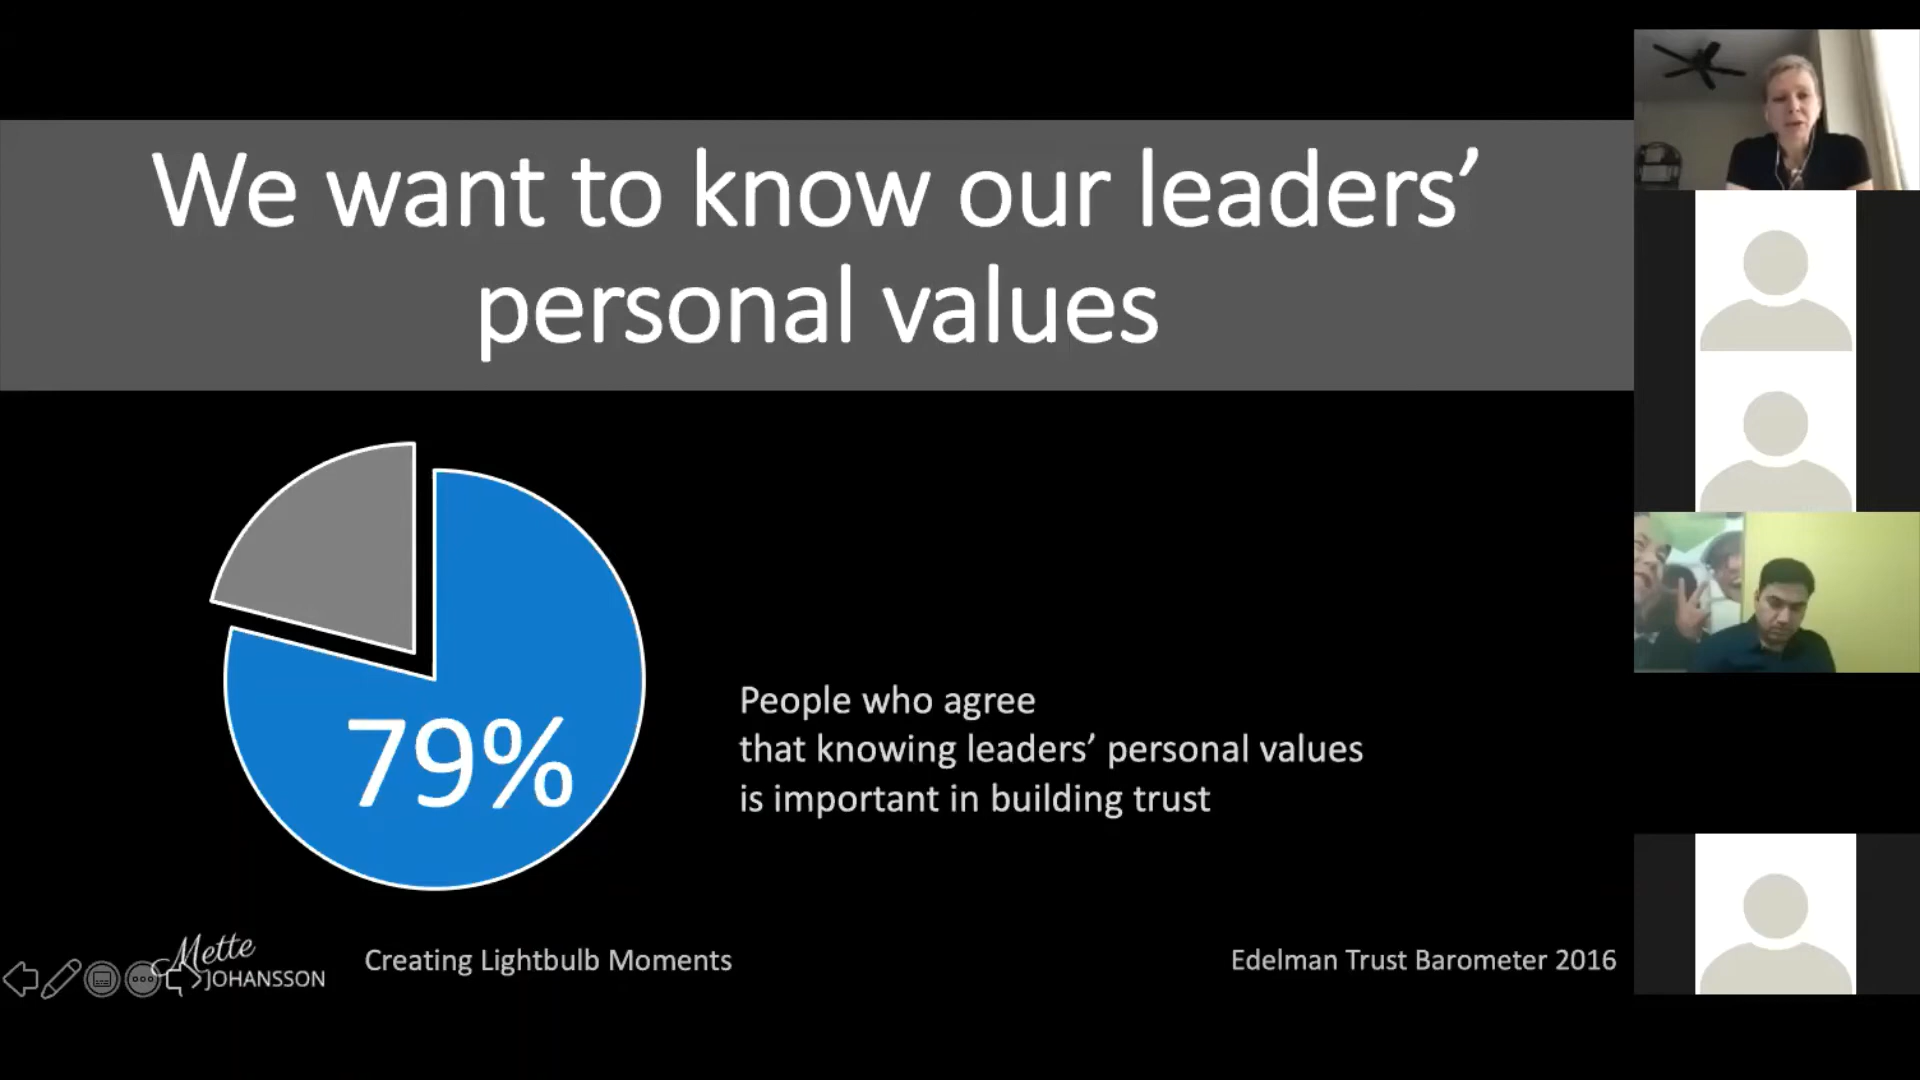 We want to know our leaders’
personal values
79%
People who agree
that knowing leaders’ personal values
is important in building trust
Mette
JOHANSSON
Creating Lightbulb Moments
Edelman Trust Barometer 2016